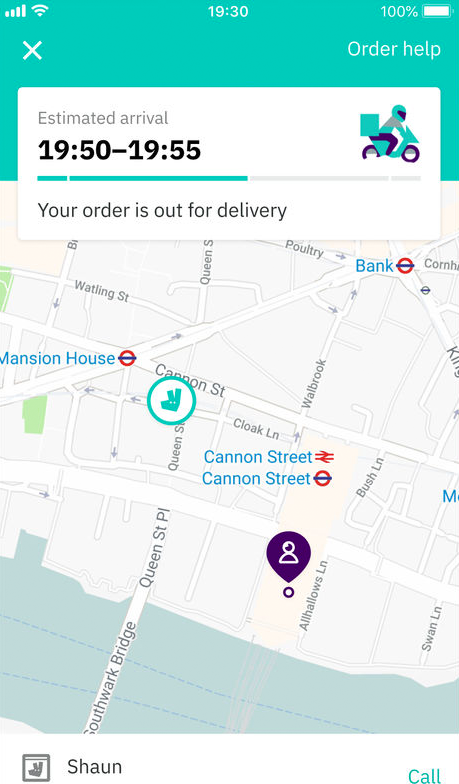 19:30
100%
Order help
Estimated arrival
19:50–19:55
Your order is out for delivery
Poultry
Queen S
Bank
Cornh
Watling St
Mansion House
Cannon St
Walbrook
King
Queen St
Cloak Ln
Cannon Street
Cannon Street
Bush Ln
Queen St Pl
Allhallows Ln
Swan Ln
Southwark Bridge
Shaun
Call